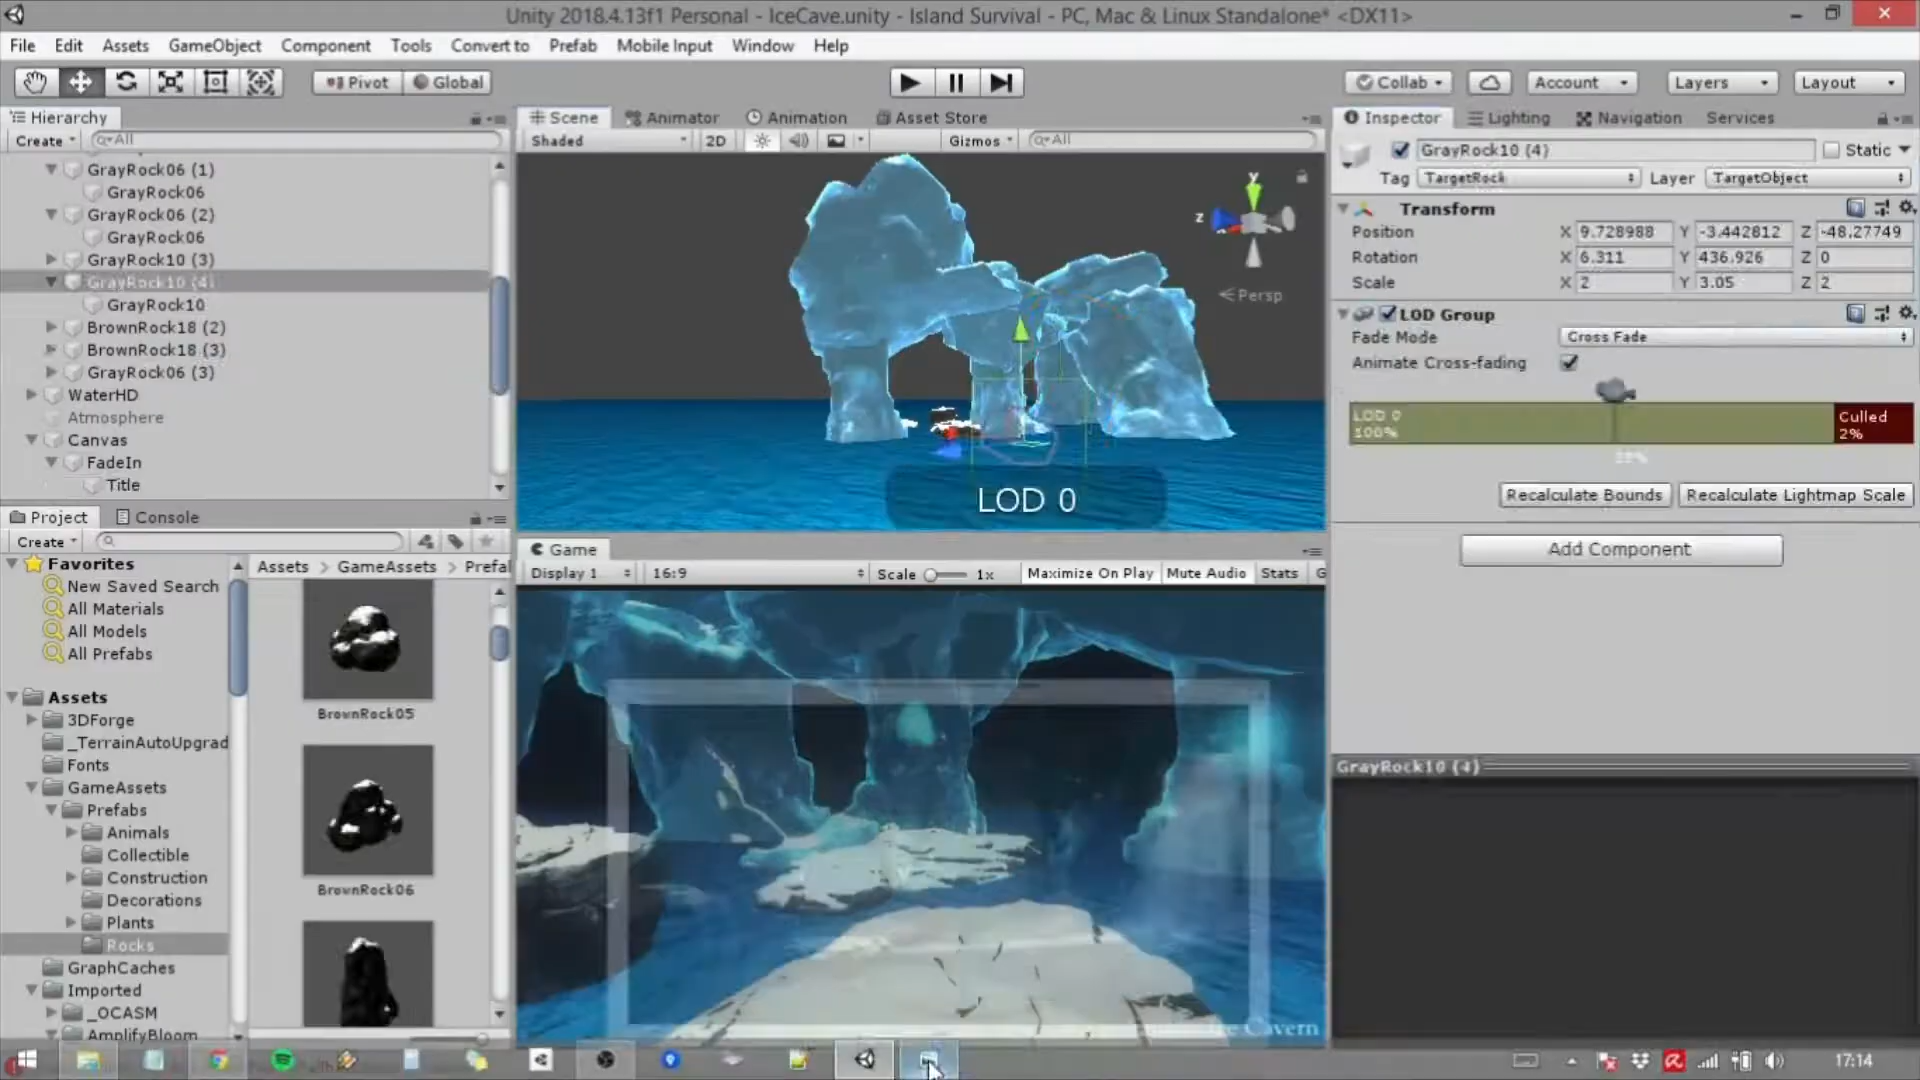 Unity 2018.4.13f1 Personal - IceCave.unity - Island Survival - PC, Mac & Linux Standalone* <DX11>
File Edit Assets GameObject Component Tools Convert to Prefab Mobile Input Window Help
Pivot Global Collab Account Layers Layout
Hierarchy
Create All
GrayRock06 (1)
GrayRock06
GrayRock06 (2)
GrayRock06
GrayRock10 (3)
GrayRock10 (4)
GrayRock10
BrownRock18 (2)
BrownRock18 (3)
GrayRock06 (3)
WaterHD
Atmosphere
Canvas
FadeIn
Title
Project Console
Create
Favorites
New Saved Search
All Materials
All Models
All Prefabs
Assets
3DForge
_TerrainAutoUpgrad
Fonts
GameAssets
Prefabs
Animals
Collectible
Construction
Decorations
Plants
Rocks
GraphCaches
Imported
_OCASM
AmplifyBloom
Assets GameAssets Prefal
BrownRock05
BrownRock06
Scene Animator Animation Asset Store
Shaded 2D Gizmos All
y
z
Persp
LOD 0
Game
Display 1 16:9 Scale 1x Maximize On Play Mute Audio Stats G
Ice Cavern
Inspector Lighting Navigation Services
GrayRock10 (4) Static
Tag TargetRock Layer TargetObject
Transform
Position X 9.728988 Y -3.442812 Z -48.27749
Rotation X 6.311 Y 436.926 Z 0
Scale X 2 Y 3.05 Z 2
LOD Group
Fade Mode Cross Fade
Animate Cross-fading
LOD 0
100%
Culled
2%
Recalculate Bounds Recalculate Lightmap Scale
Add Component
GrayRock10 (4)
17:14